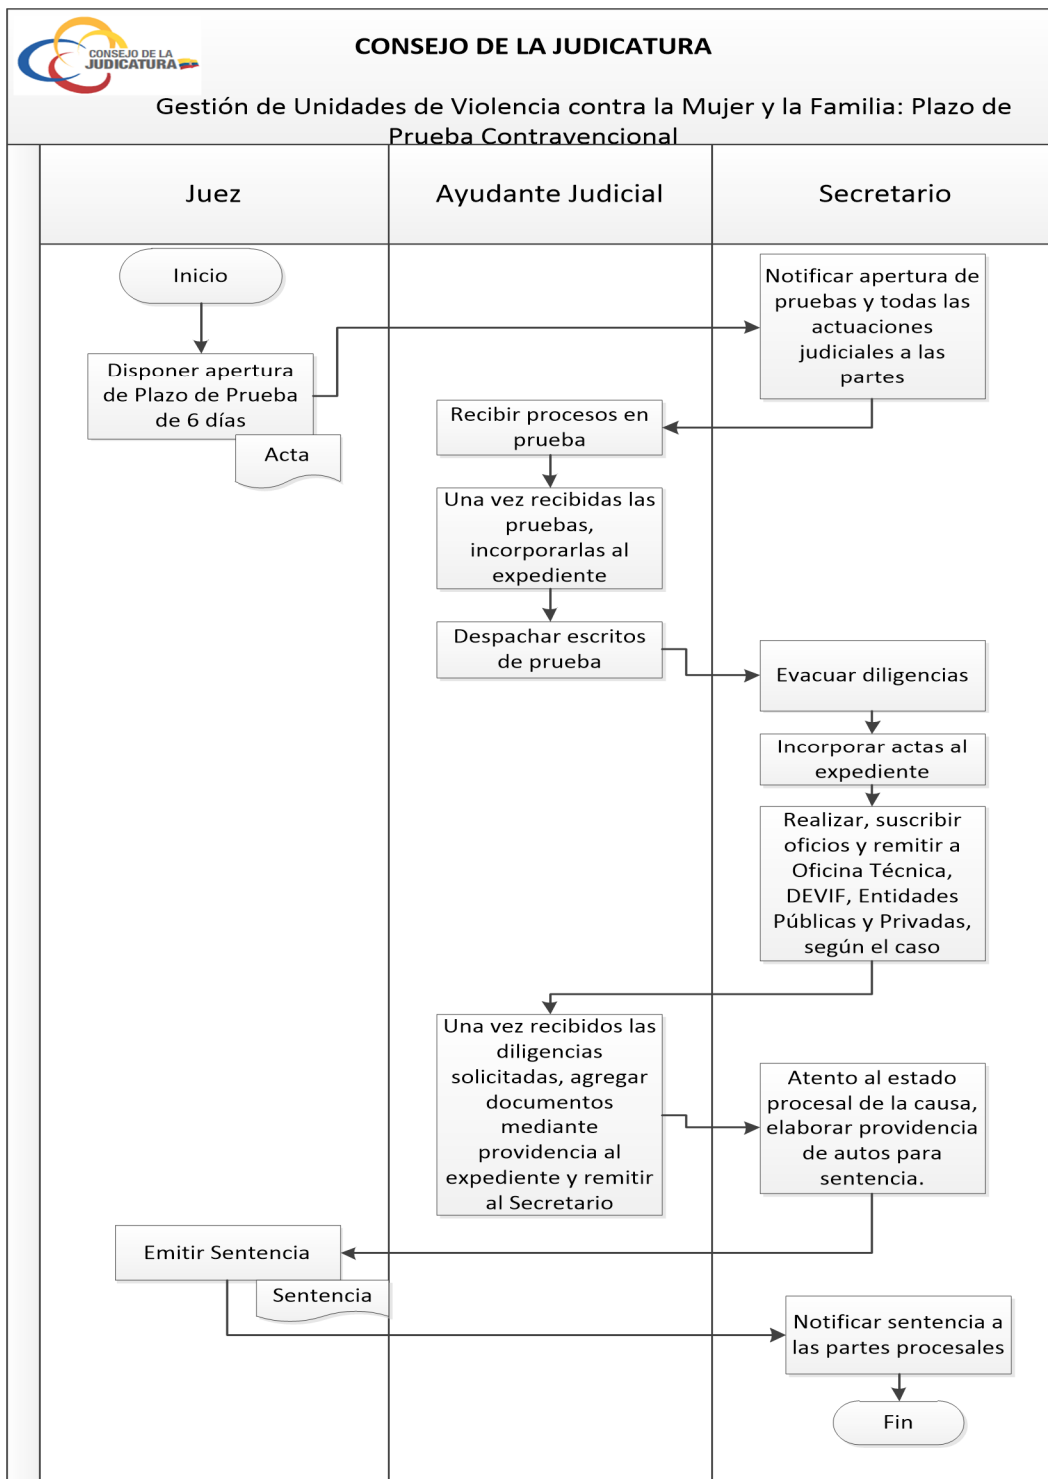 CONSEJO DE LA
JUDICATURA
CONSEJO DE LA JUDICATURA
Gestión de Unidades de Violencia contra la Mujer y la Familia: Plazo de
Prueba Contravencional
Juez
Ayudante Judicial
Secretario
Inicio
Disponer apertura
de Plazo de Prueba
de 6 días
Acta
Notificar apertura de
pruebas y todas las
actuaciones
judiciales a las
partes
Recibir procesos en
prueba
Una vez recibidas las
pruebas,
incorporarlas al
expediente
Despachar escritos
de prueba
Evacuar diligencias
Incorporar actas al
expediente
Realizar, suscribir
oficios y remitir a
Oficina Técnica,
DEVIF, Entidades
Públicas y Privadas,
según el caso
Una vez recibidos las
diligencias
solicitadas, agregar
documentos
mediante
providencia al
expediente y remitir
al Secretario
Atento al estado
procesal de la causa,
elaborar providencia
de autos para
sentencia.
Emitir Sentencia
Sentencia
Notificar sentencia a
las partes procesales
Fin